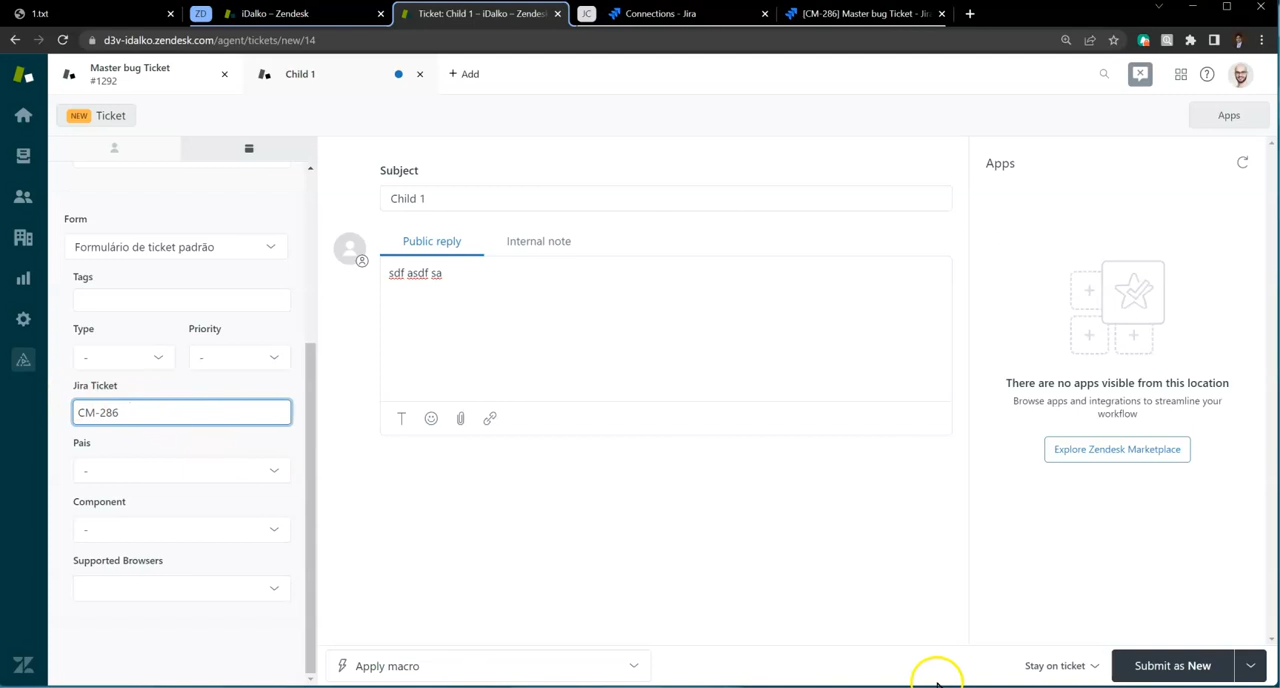 1.txt
ZD
iDalko – Zendesk
Ticket: Child 1 – iDalko – Zendesk
JC
Connections - Jira
[CM-286] Master bug Ticket - Jira
d3v-idalko.zendesk.com/agent/tickets/new/14
Master bug Ticket
#1292
Child 1
+ Add
NEW Ticket
Apps
Form
Formulário de ticket padrão
Tags
Type
Priority
-
-
Jira Ticket
CM-286
Pais
-
Component
-
Supported Browsers
Subject
Child 1
Public reply
Internal note
sdf asdf sa
Apply macro
Apps
There are no apps visible from this location
Browse apps and integrations to streamline your
workflow
Explore Zendesk Marketplace
Stay on ticket
Submit as New